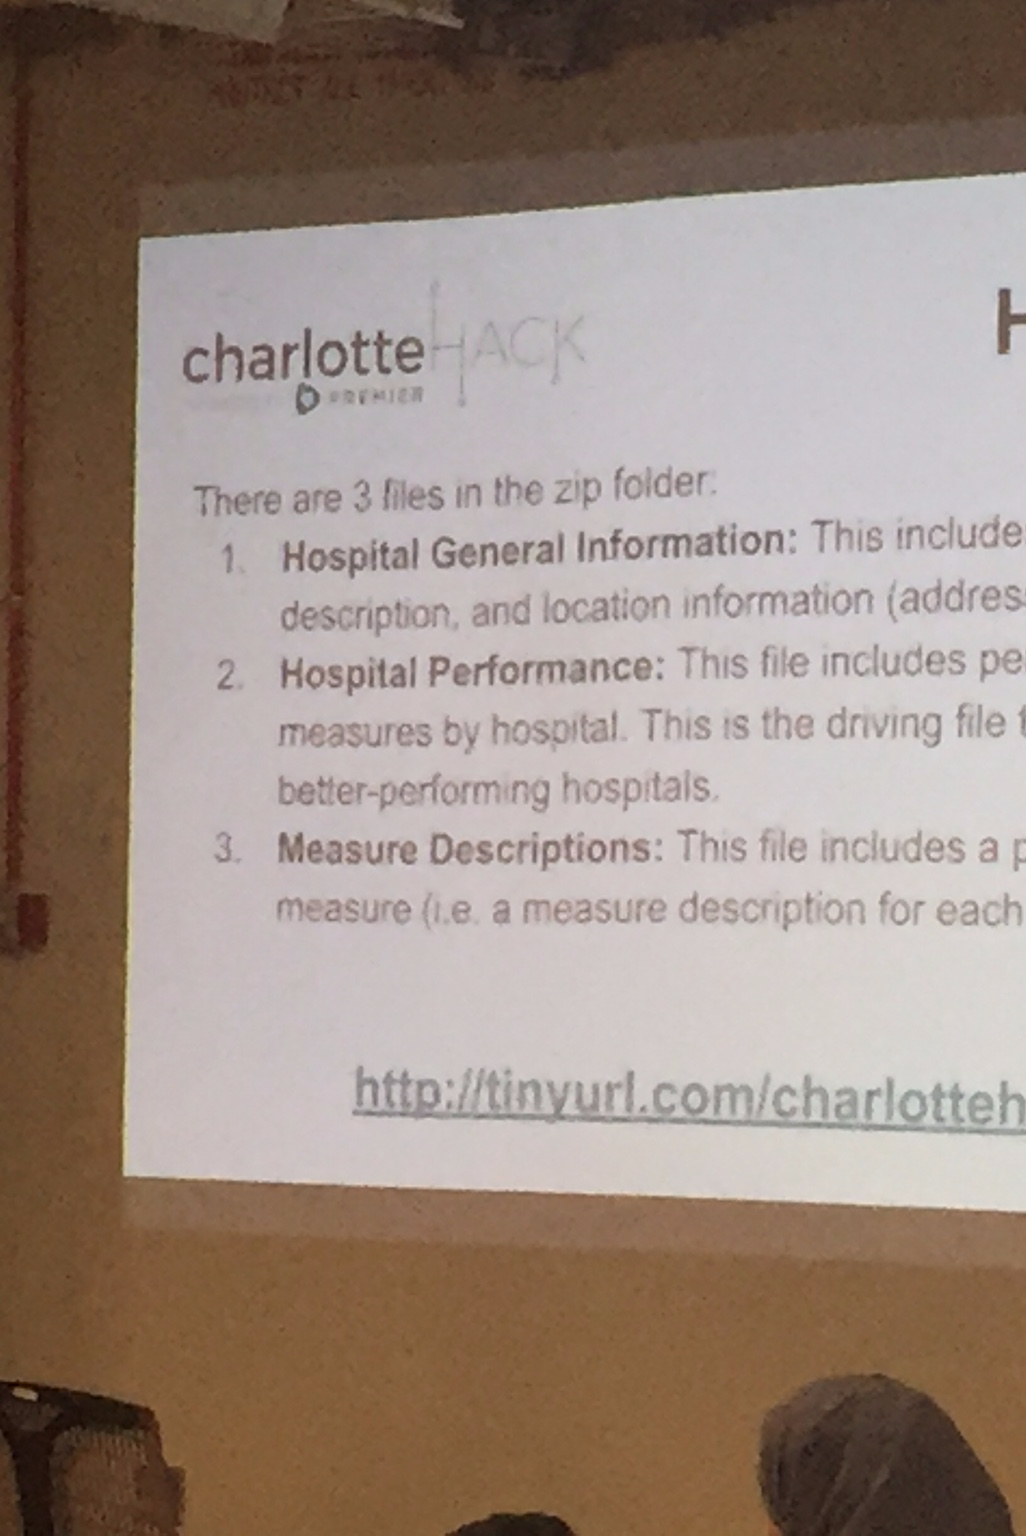 charlotte HACK
PREMIER
H
There are 3 files in the zip folder:
1. Hospital General Information: This include
description, and location information (addres
2. Hospital Performance: This file includes pe
measures by hospital. This is the driving file t
better-performing hospitals.
3. Measure Descriptions: This file includes a p
measure (i.e. a measure description for each
http://tinyurl.com/charlotteh